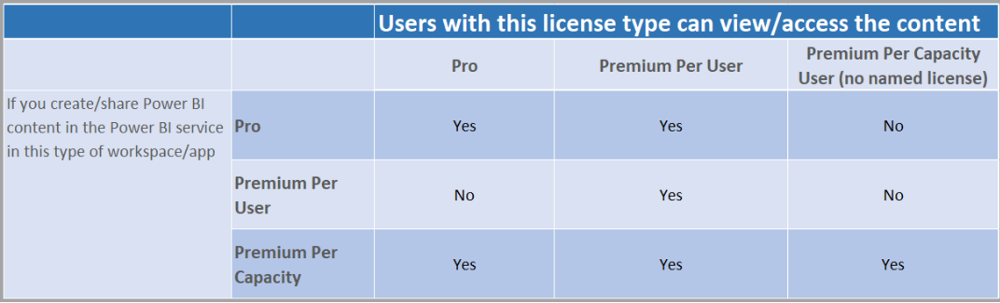 Users with this license type can view/access the content
Pro
Premium Per User
Premium Per Capacity
User (no named license)
If you create/share Power BI
content in the Power BI service
in this type of workspace/app
Pro
Yes
Yes
No
Premium Per
User
No
Yes
No
Premium Per
Capacity
Yes
Yes
Yes